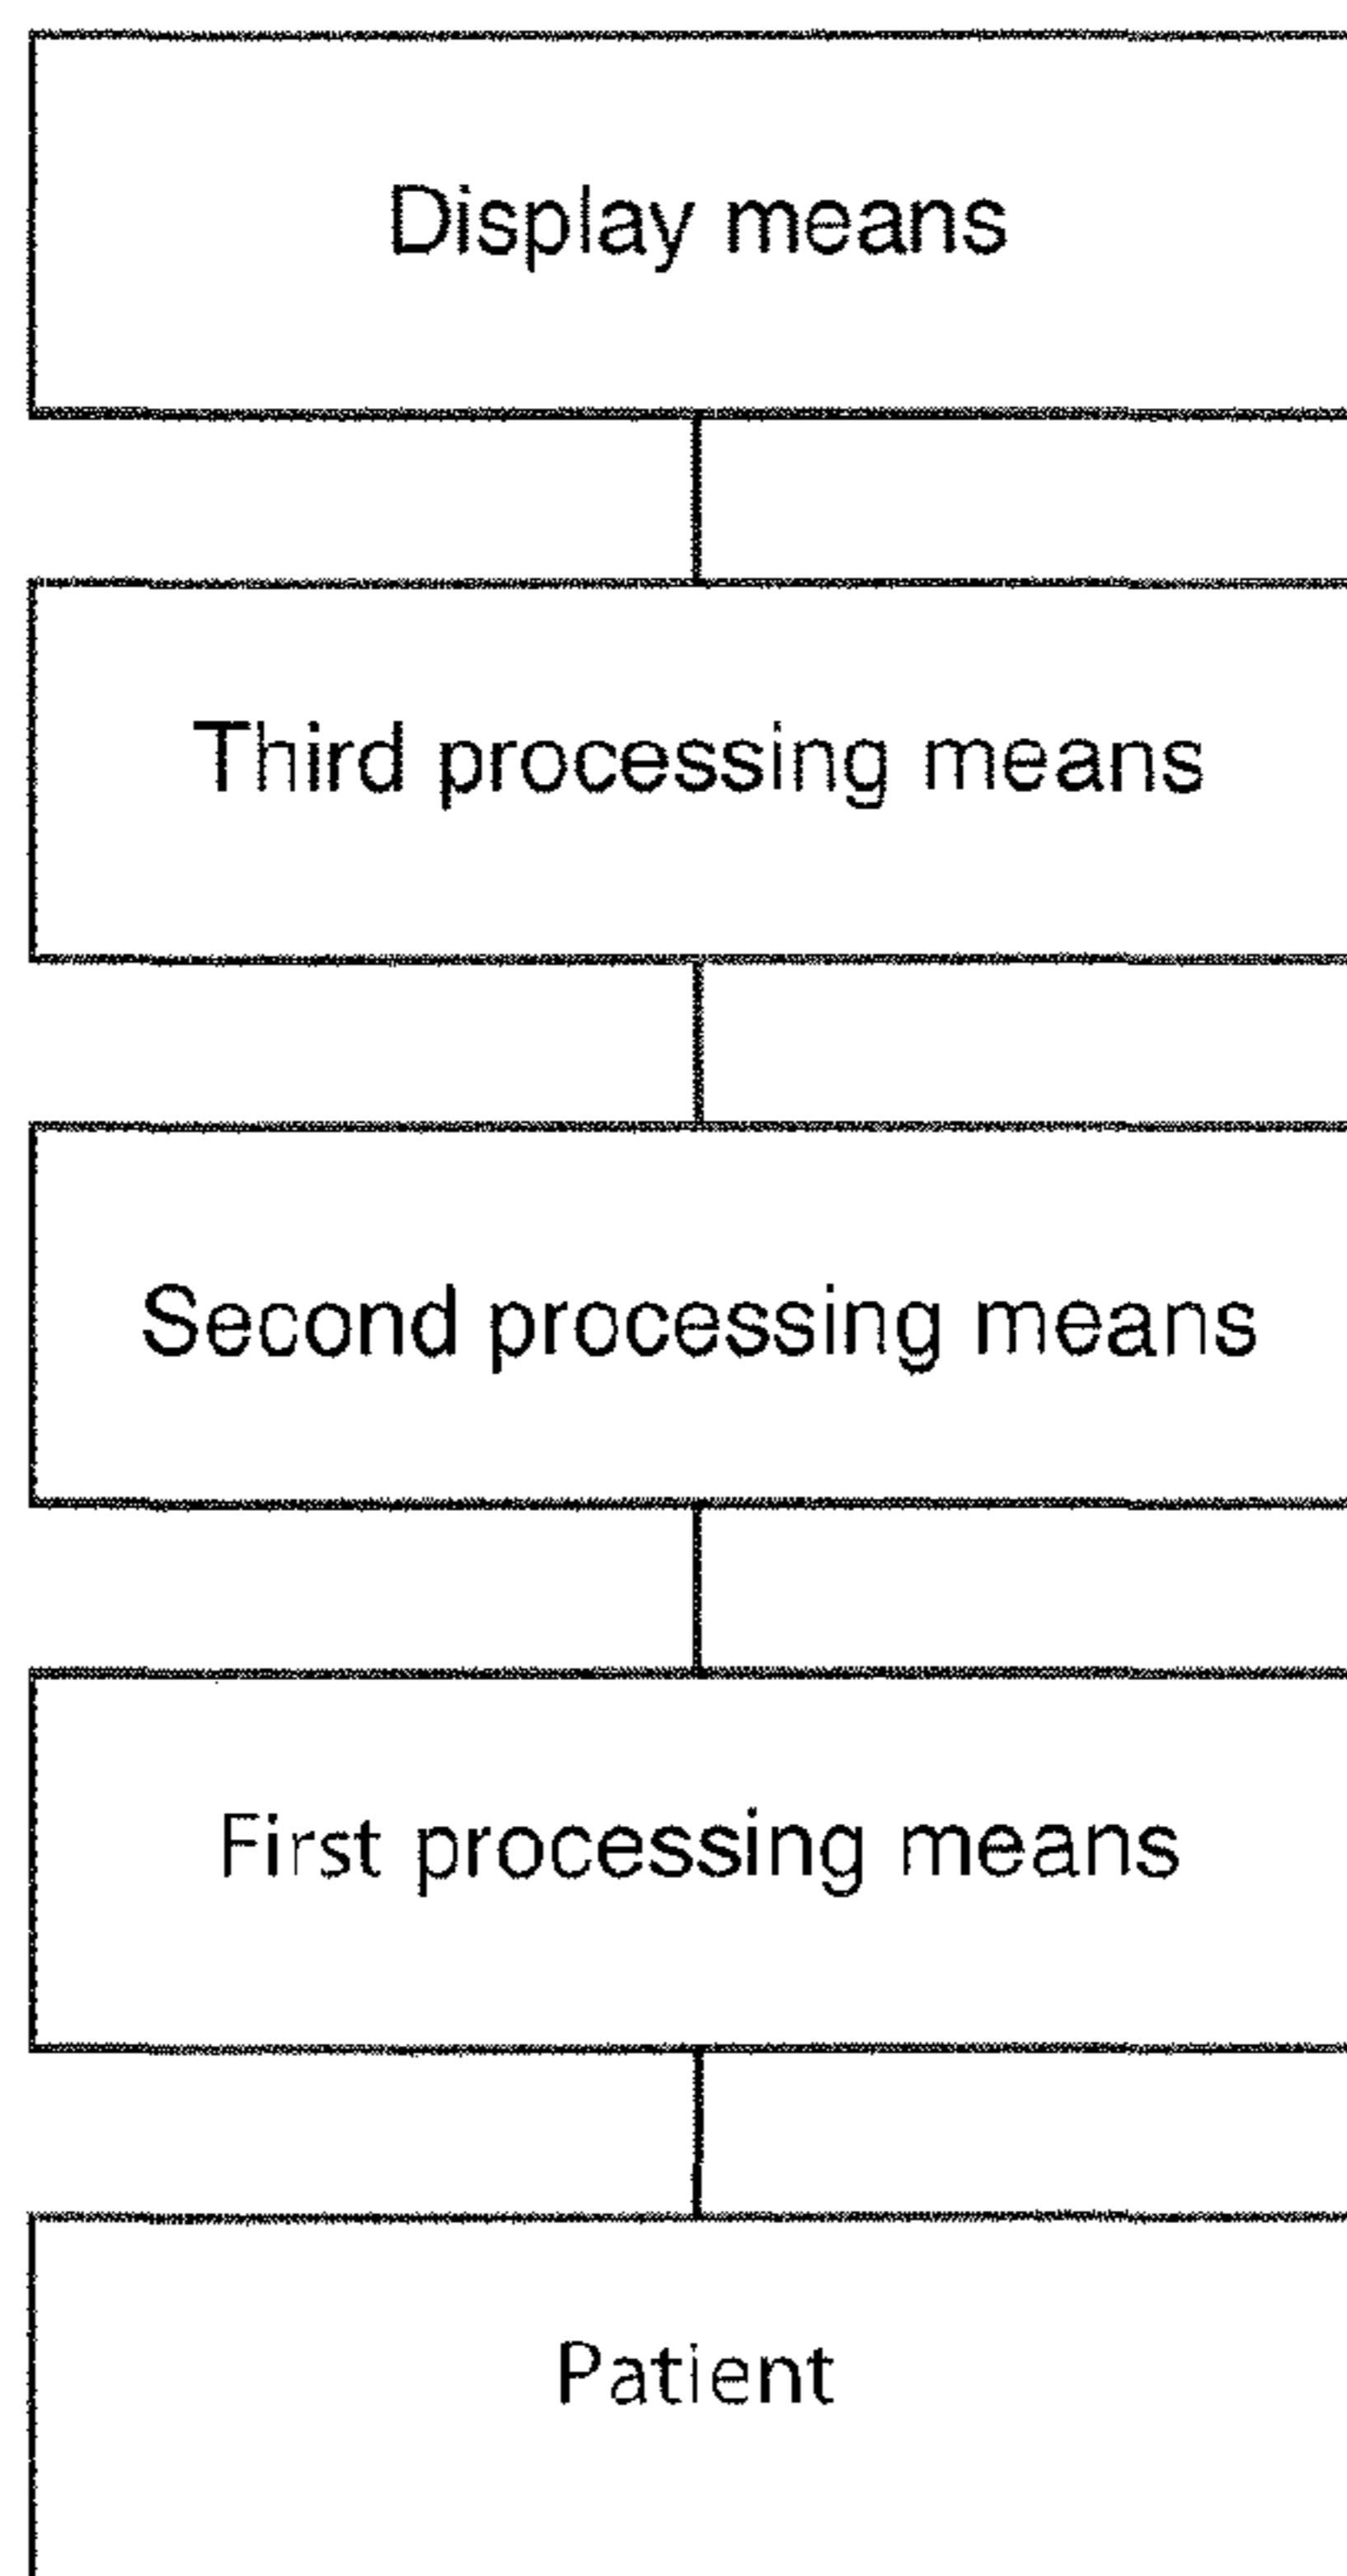 Display means
Third processing means
Second processing means
First processing means
Patient